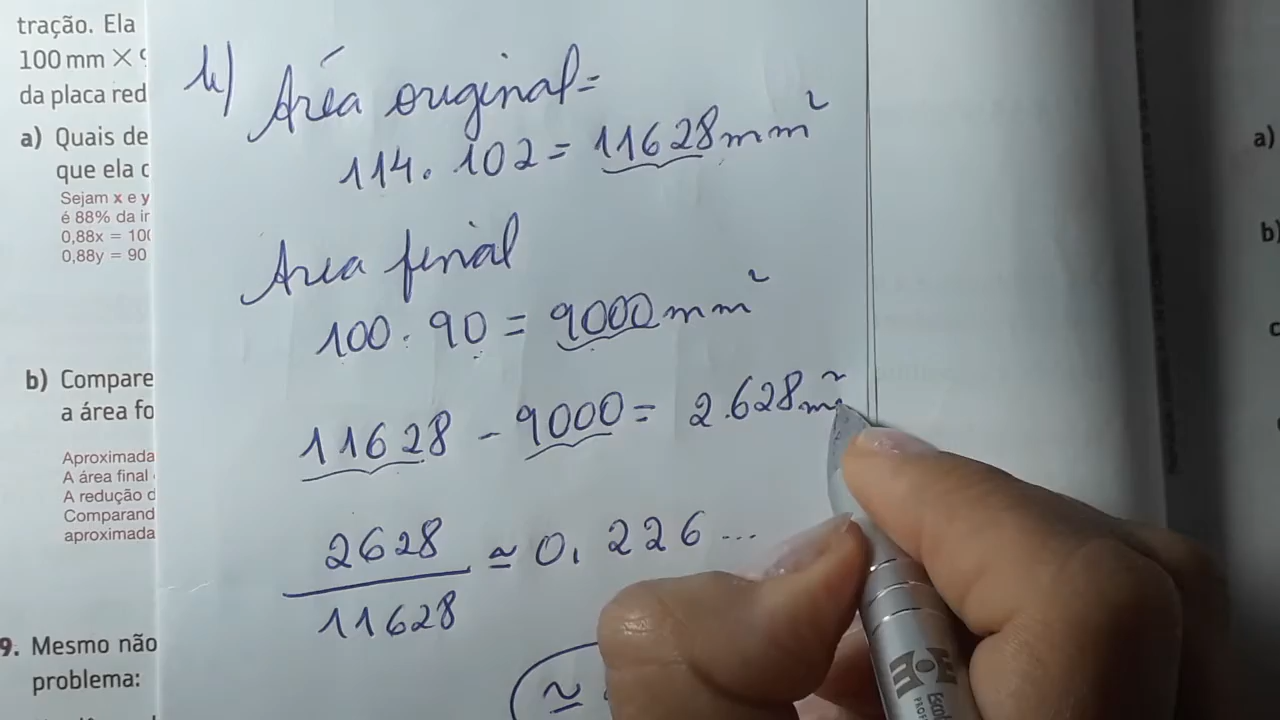 tração. Ela
100 mm ×
da placa red
a) Quais de
que ela
Sejam x e y
é 88% da
0,88x = 10
0,88y = 90
b) Compare
a área fo
Aproximada
A área final
A redução d
Comparand
aproximada
9. Mesmo não
problema:
b) Área original=
114. 102 = 11628 mm²
Area final
100. 90 = 9000 mm²
11628 - 9000 = 2.628 m²
2628
11628
≃ 0, 226...
≃
a)
b)